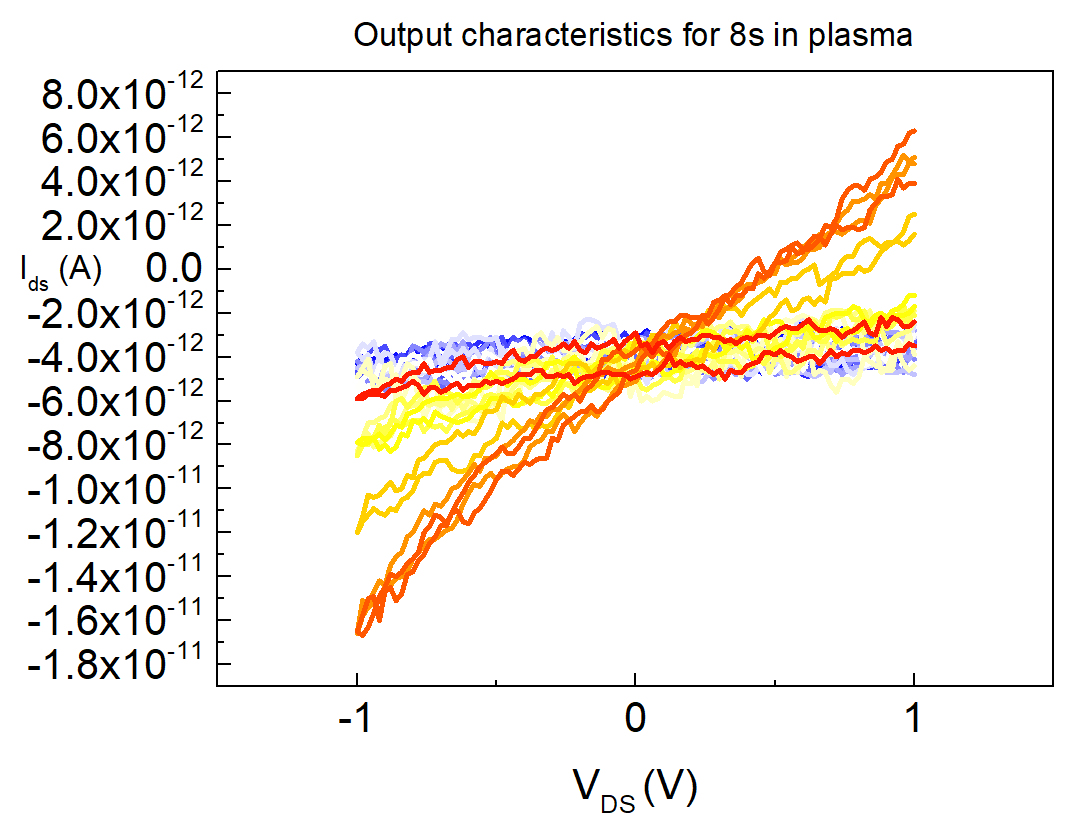 Output characteristics for 8s in plasma
8.0x10⁻¹²
6.0x10⁻¹²
4.0x10⁻¹²
2.0x10⁻¹²
I_ds (A) 0.0
-2.0x10⁻¹²
-4.0x10⁻¹²
-6.0x10⁻¹²
-8.0x10⁻¹²
-1.0x10⁻¹¹
-1.2x10⁻¹¹
-1.4x10⁻¹¹
-1.6x10⁻¹¹
-1.8x10⁻¹¹
-1 0 1
V_DS (V)